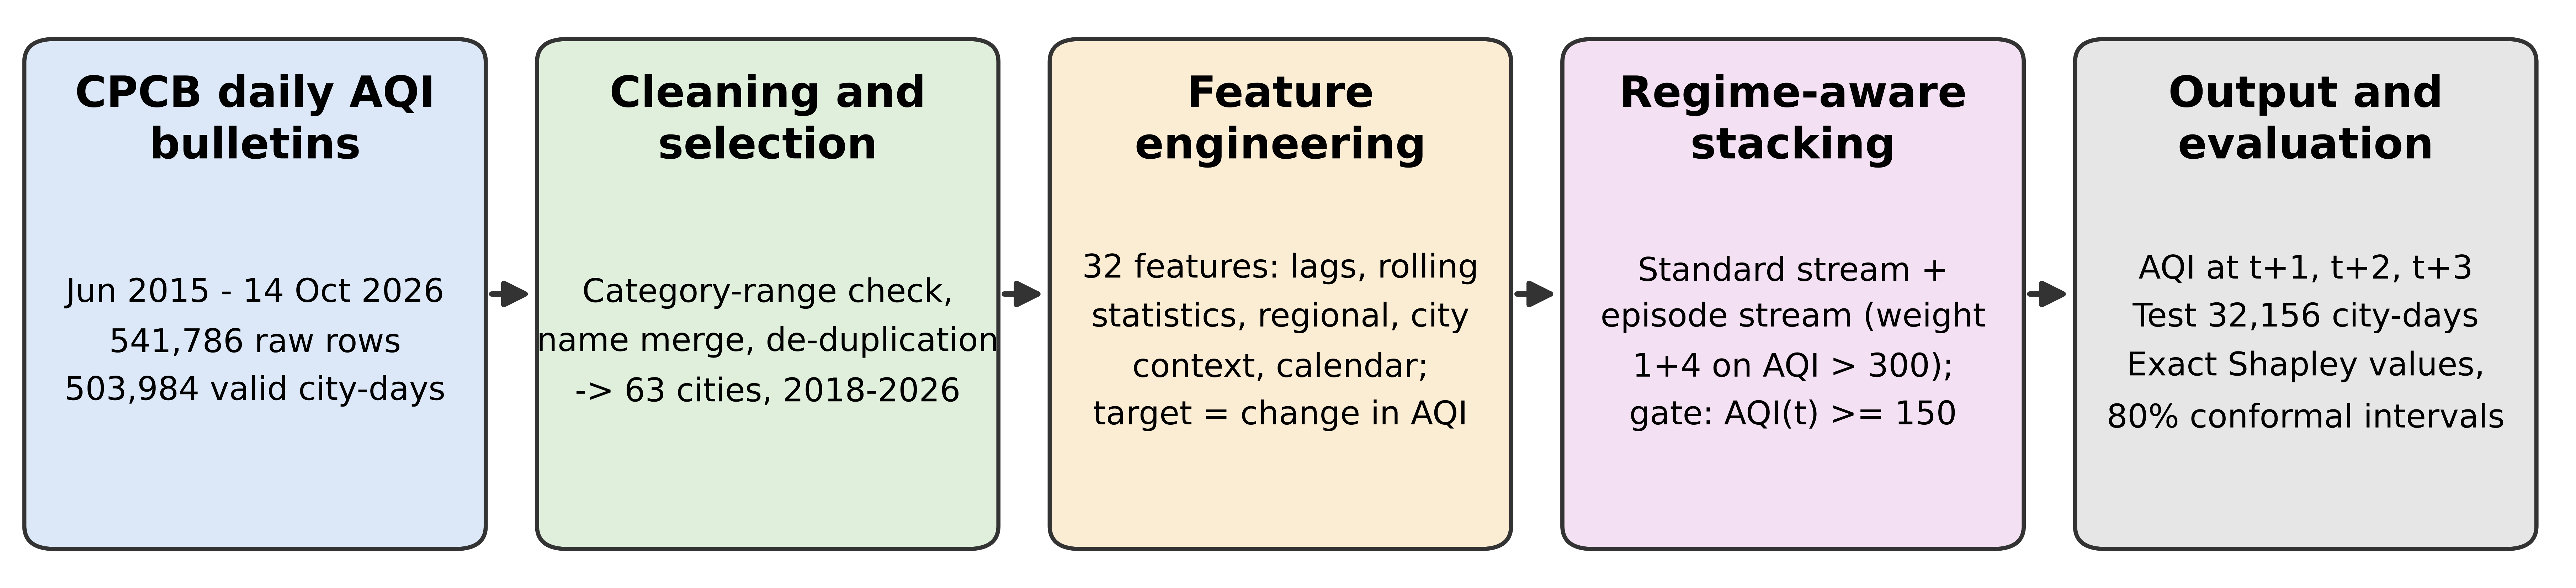 CPCB daily AQI
bulletins
Jun 2015 - 14 Oct 2026
541,786 raw rows
503,984 valid city-days
Cleaning and
selection
Category-range check,
name merge, de-duplication
-> 63 cities, 2018-2026
Feature
engineering
32 features: lags, rolling
statistics, regional, city
context, calendar;
target = change in AQI
Regime-aware
stacking
Standard stream +
episode stream (weight
1+4 on AQI > 300);
gate: AQI(t) >= 150
Output and
evaluation
AQI at t+1, t+2, t+3
Test 32,156 city-days
Exact Shapley values,
80% conformal intervals